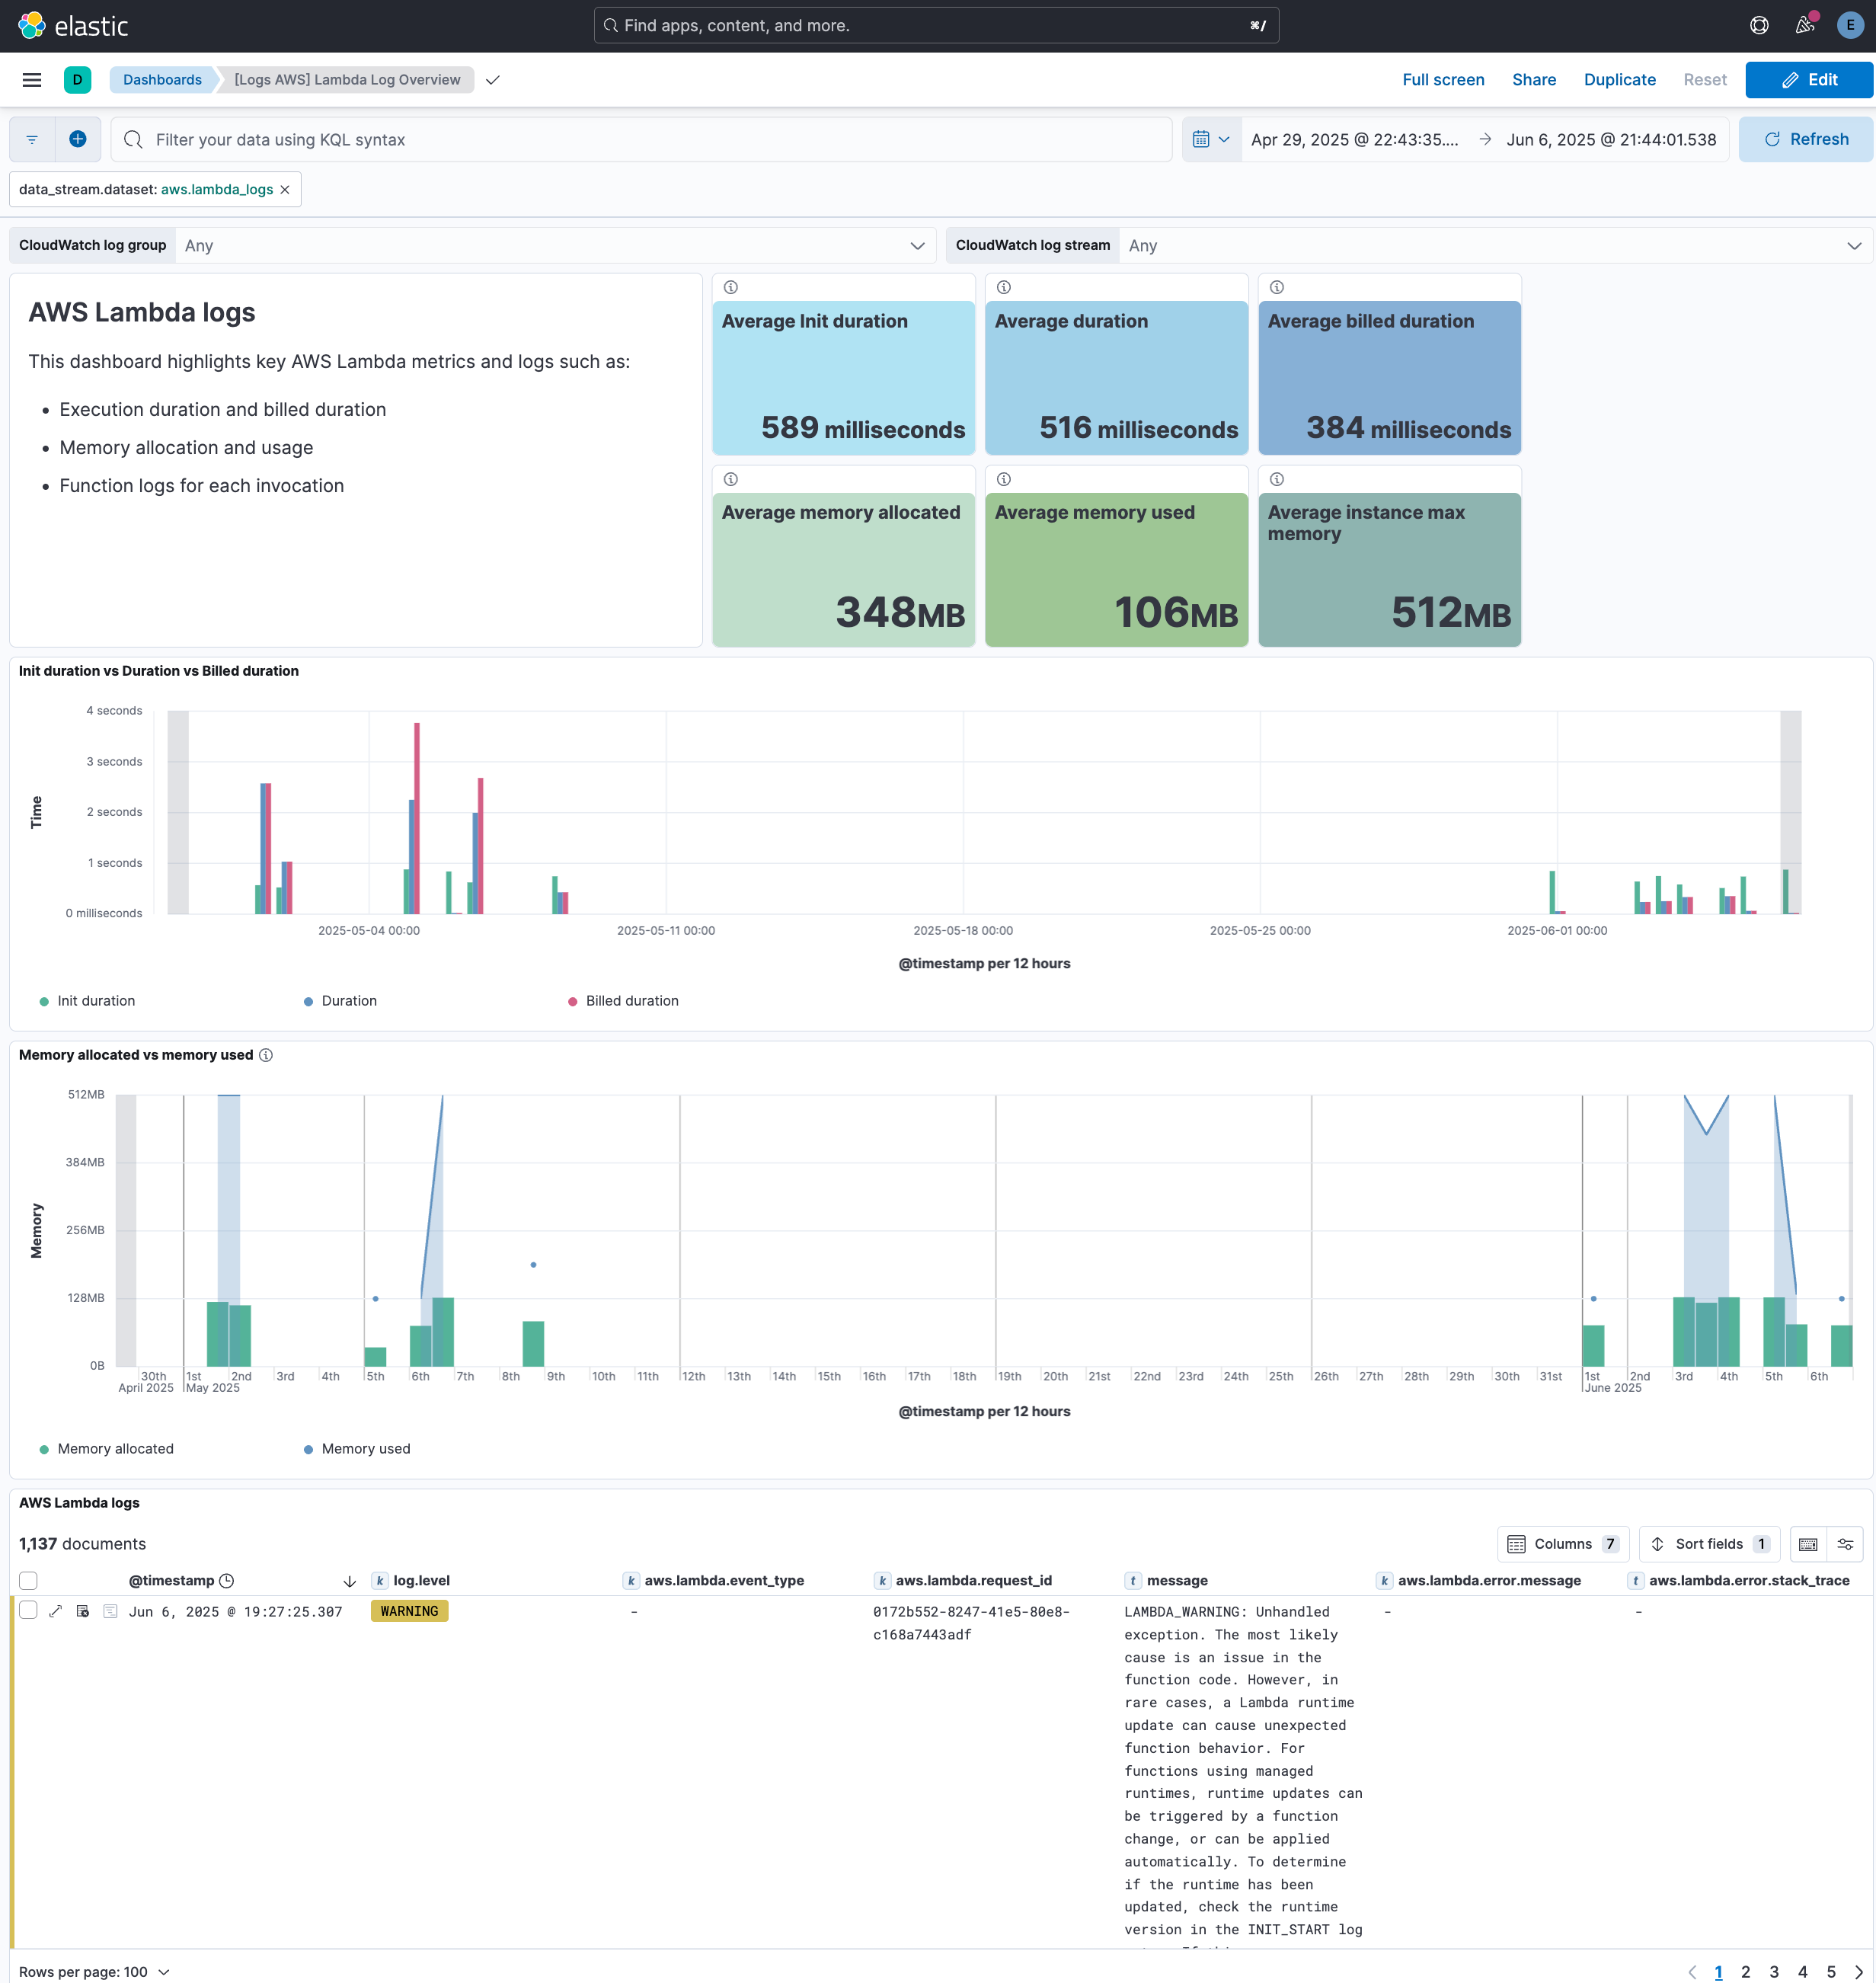 elastic
Find apps, content, and more.
⌘/
E
D
Dashboards
[Logs AWS] Lambda Log Overview
Full screen
Share
Duplicate
Reset
Edit
Filter your data using KQL syntax
Apr 29, 2025 @ 22:43:35....
→
Jun 6, 2025 @ 21:44:01.538
Refresh
data_stream.dataset: aws.lambda_logs
CloudWatch log group
Any
CloudWatch log stream
Any
AWS Lambda logs
This dashboard highlights key AWS Lambda metrics and logs such as:
• Execution duration and billed duration
• Memory allocation and usage
• Function logs for each invocation
Average Init duration
589 milliseconds
Average duration
516 milliseconds
Average billed duration
384 milliseconds
Average memory allocated
348MB
Average memory used
106MB
Average instance max
memory
512MB
Init duration vs Duration vs Billed duration
Time
4 seconds
3 seconds
2 seconds
1 seconds
0 milliseconds
2025-05-04 00:00
2025-05-11 00:00
2025-05-18 00:00
2025-05-25 00:00
2025-06-01 00:00
@timestamp per 12 hours
Init duration
Duration
Billed duration
Memory allocated vs memory used
Memory
512MB
384MB
256MB
128MB
0B
30th 1st 2nd 3rd 4th 5th 6th 7th 8th 9th 10th 11th 12th 13th 14th 15th 16th 17th 18th 19th 20th 21st 22nd 23rd 24th 25th 26th 27th 28th 29th 30th 31st 1st 2nd 3rd 4th 5th 6th
April 2025 May 2025 June 2025
@timestamp per 12 hours
Memory allocated
Memory used
AWS Lambda logs
1,137 documents
Columns 7
Sort fields 1
@timestamp
k log.level
k aws.lambda.event_type
k aws.lambda.request_id
t message
k aws.lambda.error.message
t aws.lambda.error.stack_trace
Jun 6, 2025 @ 19:27:25.307
WARNING
-
0172b552-8247-41e5-80e8-
c168a7443adf
LAMBDA_WARNING: Unhandled
exception. The most likely
cause is an issue in the
function code. However, in
rare cases, a Lambda runtime
update can cause unexpected
function behavior. For
functions using managed
runtimes, runtime updates can
be triggered by a function
change, or can be applied
automatically. To determine
if the runtime has been
updated, check the runtime
version in the INIT_START log
-
-
Rows per page: 100
1 2 3 4 5